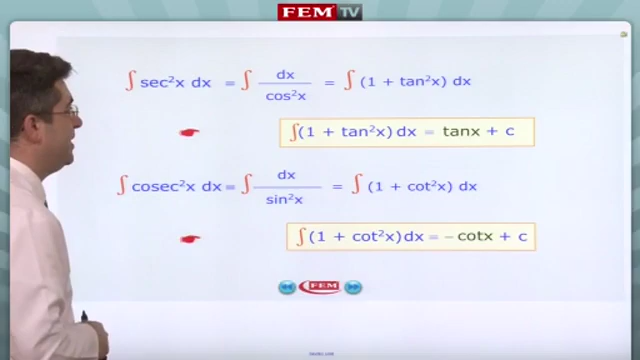 FEM TV
∫ sec²x dx = ∫ dx/cos²x = ∫ (1 + tan²x) dx
∫(1 + tan²x) dx = tanx + c
∫ cosec²x dx = ∫ dx/sin²x = ∫ (1 + cot²x) dx
∫(1 + cot²x) dx = – cotx + c
FEM